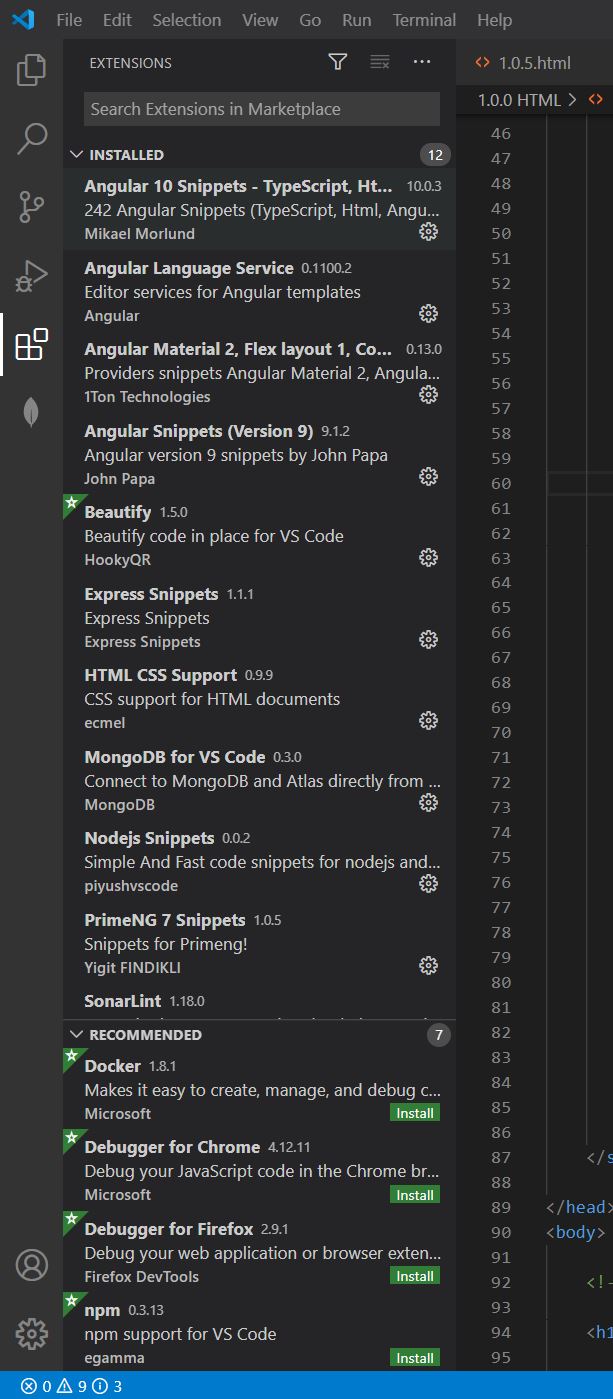 File Edit Selection View Go Run Terminal Help
EXTENSIONS
Search Extensions in Marketplace
INSTALLED 12
Angular 10 Snippets - TypeScript, Ht... 10.0.3
242 Angular Snippets (TypeScript, Html, Angu...
Mikael Morlund
Angular Language Service 0.1100.2
Editor services for Angular templates
Angular
Angular Material 2, Flex layout 1, Co... 0.13.0
Providers snippets Angular Material 2, Angula...
1Ton Technologies
Angular Snippets (Version 9) 9.1.2
Angular version 9 snippets by John Papa
John Papa
Beautify 1.5.0
Beautify code in place for VS Code
HookyQR
Express Snippets 1.1.1
Express Snippets
Express Snippets
HTML CSS Support 0.9.9
CSS support for HTML documents
ecmel
MongoDB for VS Code 0.3.0
Connect to MongoDB and Atlas directly from ...
MongoDB
Nodejs Snippets 0.0.2
Simple And Fast code snippets for nodejs and...
piyushvscode
PrimeNG 7 Snippets 1.0.5
Snippets for Primeng!
Yigit FINDIKLI
SonarLint 1.18.0
RECOMMENDED 7
Docker 1.8.1
Makes it easy to create, manage, and debug c...
Microsoft Install
Debugger for Chrome 4.12.11
Debug your JavaScript code in the Chrome br...
Microsoft Install
Debugger for Firefox 2.9.1
Debug your web application or browser exten...
Firefox DevTools Install
npm 0.3.13
npm support for VS Code
egamma Install
<> 1.0.5.html
1.0.0 HTML > <>
46
47
48
49
50
51
52
53
54
55
56
57
58
59
60
61
62
63
64
65
66
67
68
69
70
71
72
73
74
75
76
77
78
79
80
81
82
83
84
85
86
87 </s
88
89 </head>
90 <body>
91
92 <!-
93
94 <h1
95
0 9 3